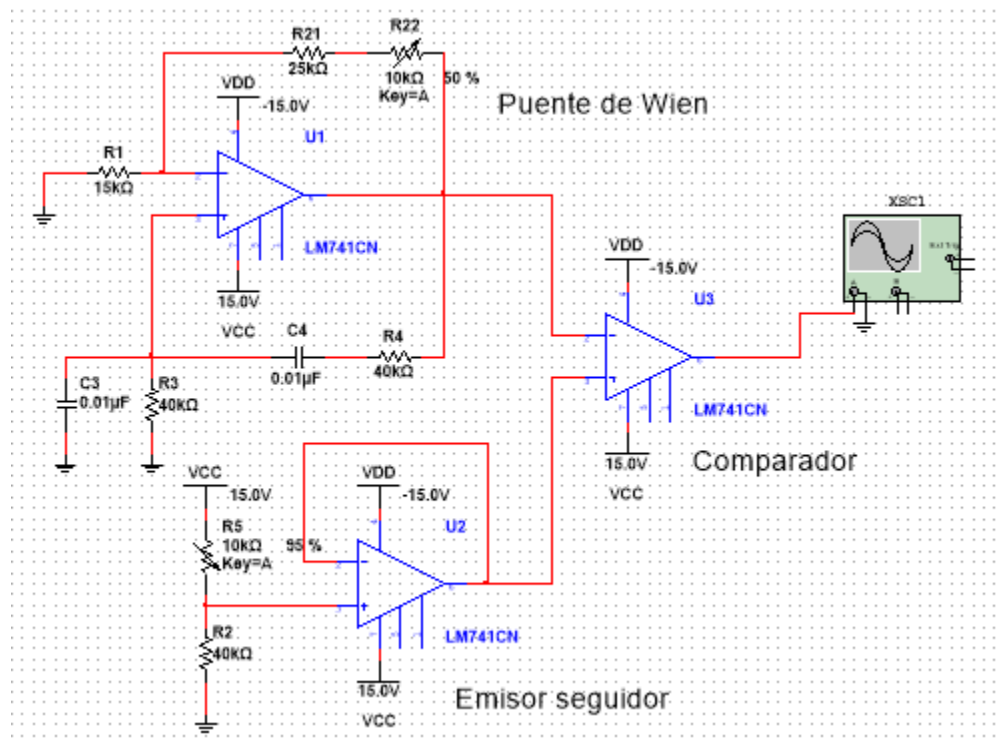 R21
25kΩ
R22
10kΩ
50 %
Key=A
Puente de Wien
VDD
-15.0V
U1
R1
15kΩ
LM741CN
15.0V
VCC
XSC1
Ext Trig
A
B
VDD
-15.0V
U3
C4
0.01µF
R4
40kΩ
C3
0.01µF
R3
40kΩ
LM741CN
15.0V
VCC
Comparador
VCC
15.0V
R5
10kΩ
95 %
Key=A
VDD
-15.0V
U2
R2
40kΩ
LM741CN
15.0V
VCC
Emisor seguidor